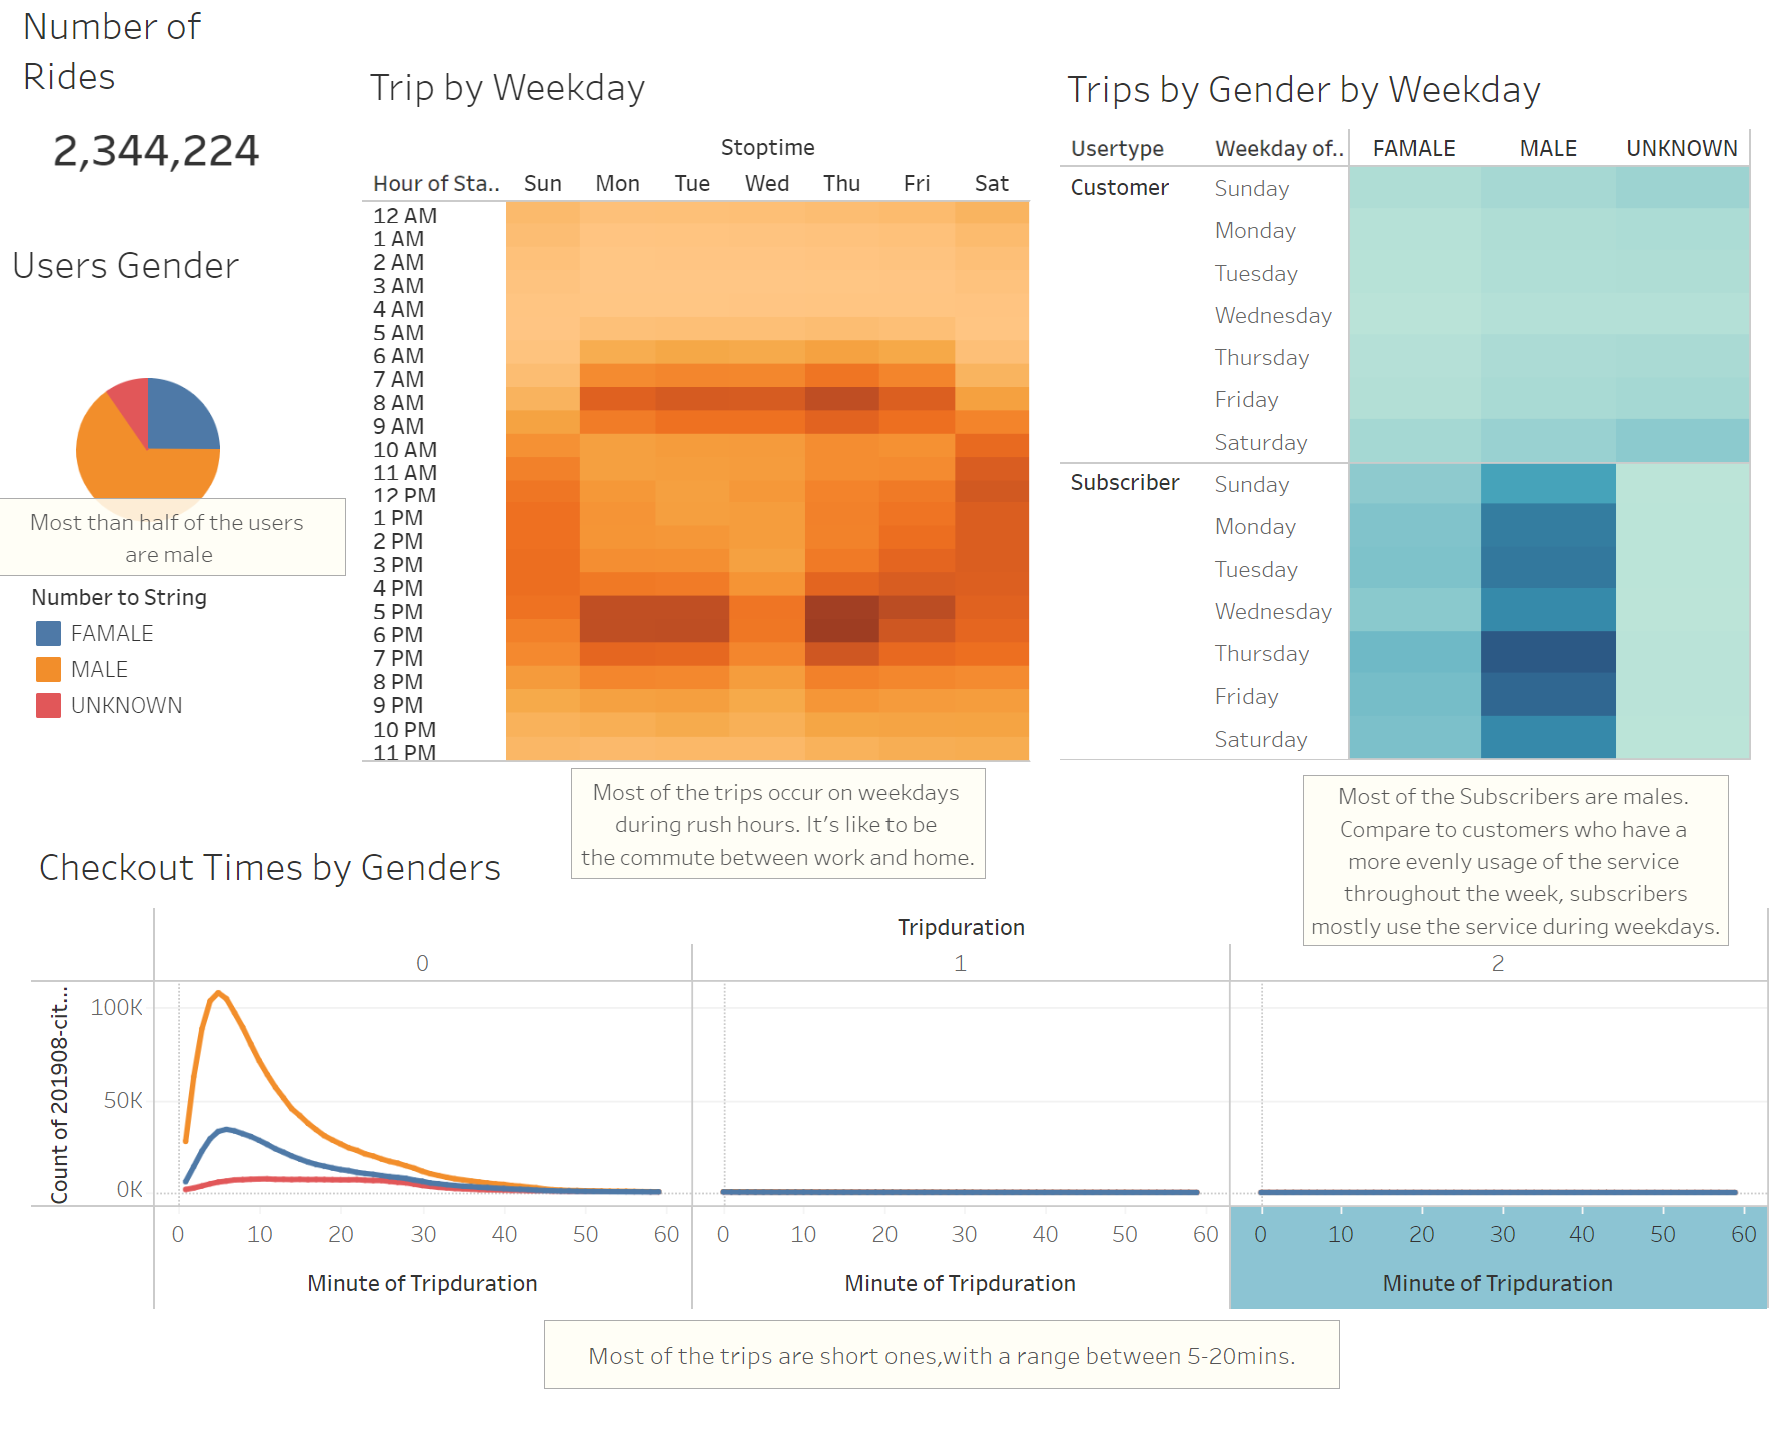 Number of
Rides
2,344,224
Users Gender
Most than half of the users
are male
Number to String
FAMALE
MALE
UNKNOWN
Trip by Weekday
Stoptime
Hour of Sta.. Sun Mon Tue Wed Thu Fri Sat
12 AM
1 AM
2 AM
3 AM
4 AM
5 AM
6 AM
7 AM
8 AM
9 AM
10 AM
11 AM
12 PM
1 PM
2 PM
3 PM
4 PM
5 PM
6 PM
7 PM
8 PM
9 PM
10 PM
11 PM
Most of the trips occur on weekdays
during rush hours. It's like to be
the commute between work and home.
Trips by Gender by Weekday
Usertype Weekday of.. FAMALE MALE UNKNOWN
Customer Sunday
Monday
Tuesday
Wednesday
Thursday
Friday
Saturday
Subscriber Sunday
Monday
Tuesday
Wednesday
Thursday
Friday
Saturday
Most of the Subscribers are males.
Compare to customers who have a
more evenly usage of the service
throughout the week, subscribers
mostly use the service during weekdays.
Checkout Times by Genders
Tripduration
0 1 2
Count of 201908-cit...
100K
50K
0K
0 10 20 30 40 50 60 0 10 20 30 40 50 60 0 10 20 30 40 50 60
Minute of Tripduration Minute of Tripduration Minute of Tripduration
Most of the trips are short ones,with a range between 5-20mins.